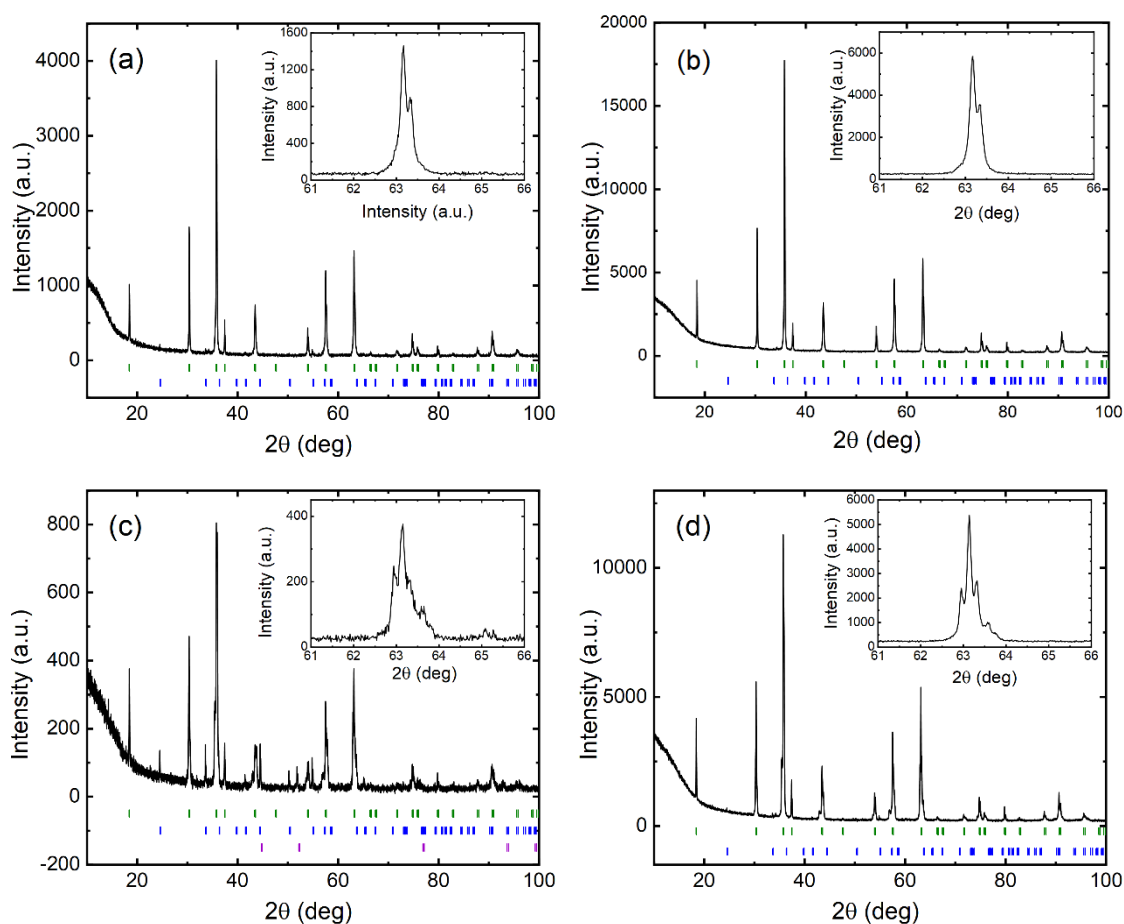 (a)
Intensity (a.u.)
4000
3000
2000
1000
0
20 40 60 80 100
2θ (deg)
Intensity (a.u.)
1600
1200
800
400
0
61 62 63 64 65 66
Intensity (a.u.)
(b)
Intensity (a.u.)
20000
15000
10000
5000
0
20 40 60 80 100
2θ (deg)
Intensity (a.u.)
6000
4000
2000
0
61 62 63 64 65 66
2θ (deg)
(c)
Intensity (a.u.)
800
600
400
200
0
-200
20 40 60 80 100
2θ (deg)
Intensity (a.u.)
400
200
0
61 62 63 64 65 66
2θ (deg)
(d)
Intensity (a.u.)
10000
5000
0
20 40 60 80 100
2θ (deg)
Intensity (a.u.)
6000
5000
4000
3000
2000
1000
0
61 62 63 64 65 66
2θ (deg)